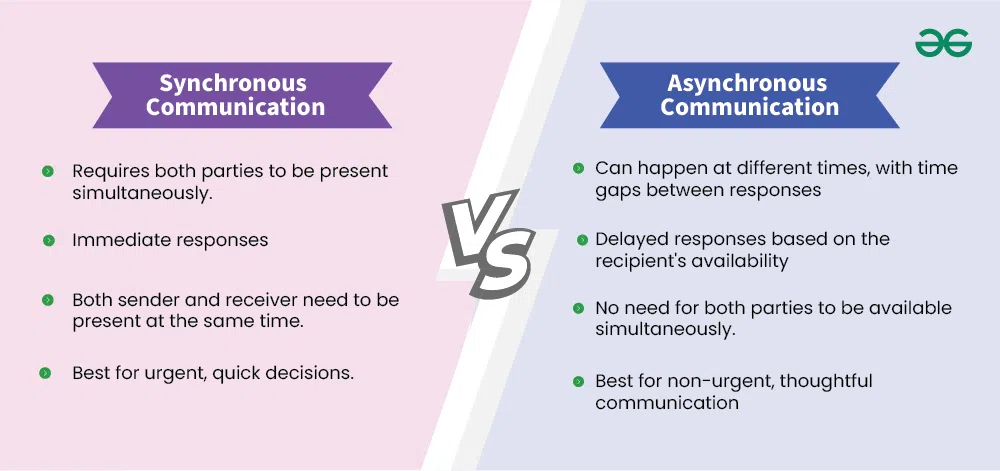 Synchronous
Communication
Requires both parties to be present
simultaneously.
Immediate responses
Both sender and receiver need to be
present at the same time.
Best for urgent, quick decisions.
VS
Asynchronous
Communication
Can happen at different times, with time
gaps between responses
Delayed responses based on the
recipient's availability
No need for both parties to be available
simultaneously.
Best for non-urgent, thoughtful
communication